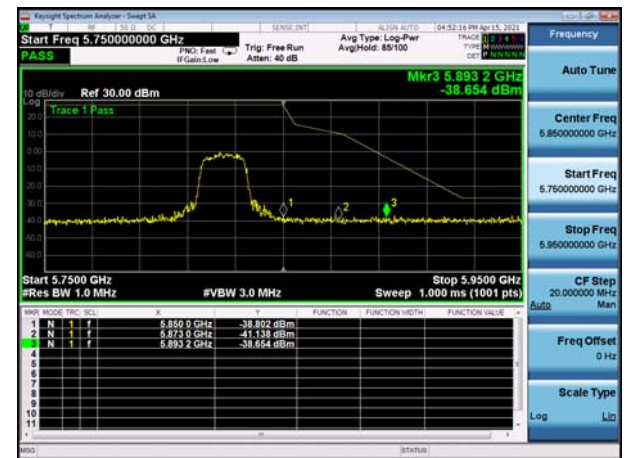 Keysight Spectrum Analyzer - Swept SA
RF 50 Ω DC SENSE:INT ALIGN AUTO 04:52:16 PM Apr 15, 2021
Start Freq 5.750000000 GHz
PNO: Fast Trig: Free Run
IFGain:Low Atten: 40 dB
Avg Type: Log-Pwr
Avg|Hold: 85/100
TRACE 1 2 3 4 5 6
TYPE M WWWWW
DET P NNNNN
PASS
Mkr3 5.893 2 GHz
-38.654 dBm
10 dB/div Ref 30.00 dBm
Log
Trace 1 Pass
20.0
10.0
0.00
-10.0
-20.0
-30.0
-40.0
-50.0
-60.0
1
2
3
Start 5.7500 GHz Stop 5.9500 GHz
#Res BW 1.0 MHz #VBW 3.0 MHz Sweep 1.000 ms (1001 pts)
MKR MODE TRC SCL X Y FUNCTION FUNCTION WIDTH FUNCTION VALUE
1 N 1 f 5.850 0 GHz -38.802 dBm
2 N 1 f 5.873 0 GHz -41.138 dBm
3 N 1 f 5.893 2 GHz -38.654 dBm
4
5
6
7
8
9
10
11
MSG STATUS
Frequency
Auto Tune
Center Freq
5.850000000 GHz
Start Freq
5.750000000 GHz
Stop Freq
5.950000000 GHz
CF Step
20.000000 MHz
Auto Man
Freq Offset
0 Hz
Scale Type
Log Lin